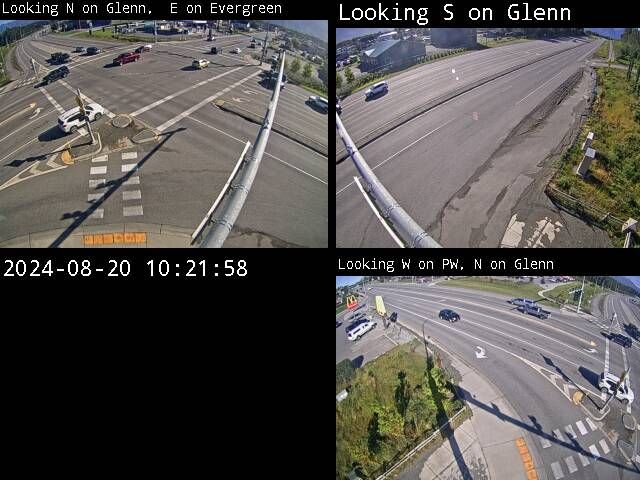 Looking N on Glenn,  E on Evergreen
Looking S on Glenn
2024-08-20 10:21:58
Looking W on PW, N on Glenn